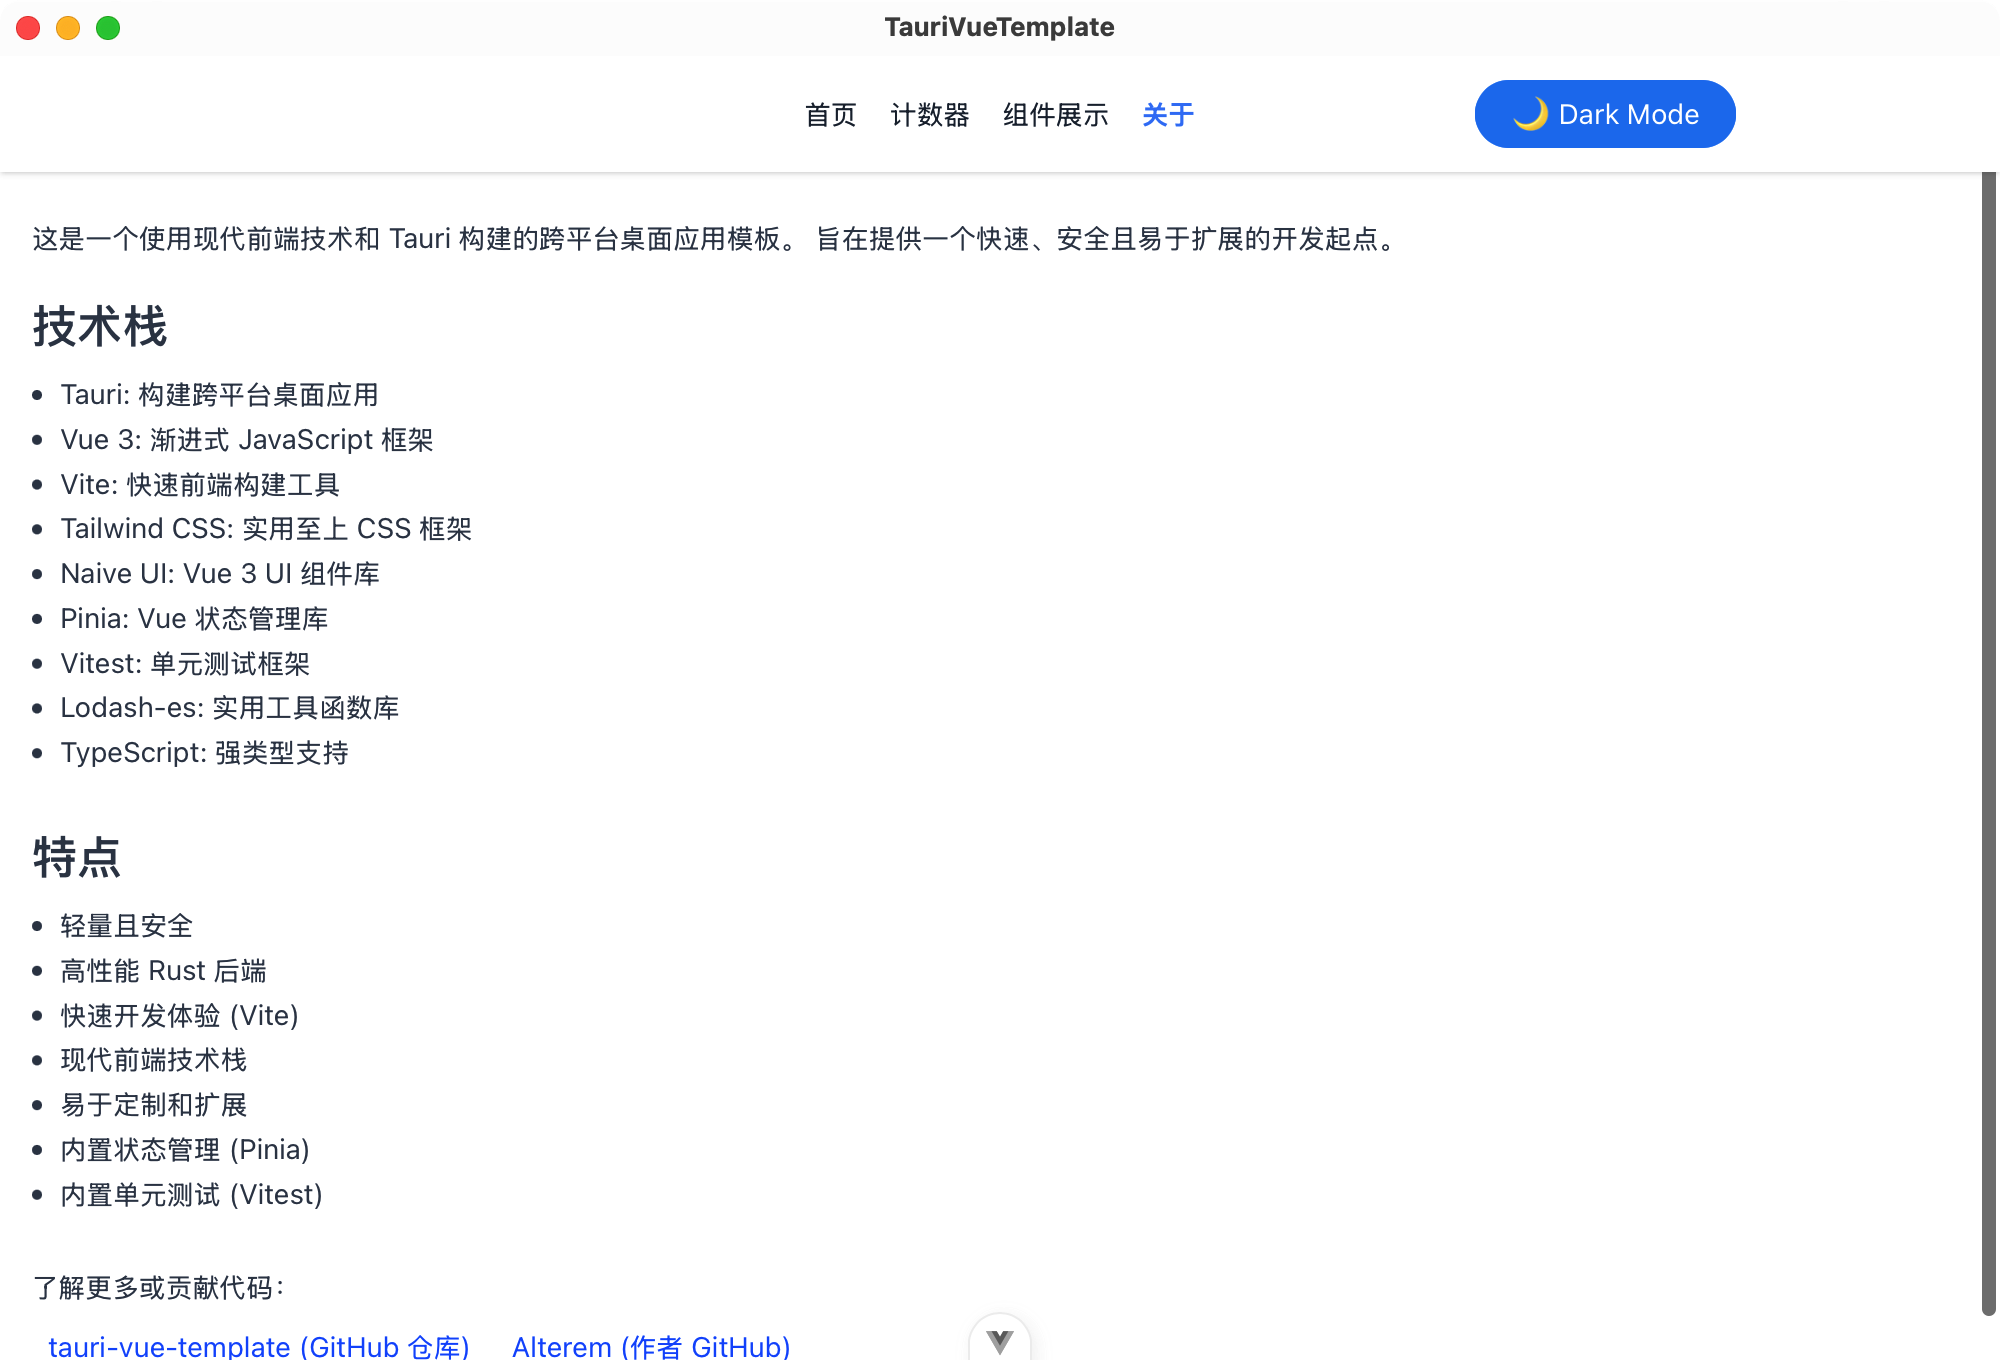 TauriVueTemplate
首页 计数器 组件展示 关于 🌙 Dark Mode
这是一个使用现代前端技术和 Tauri 构建的跨平台桌面应用模板。 旨在提供一个快速、安全且易于扩展的开发起点。
技术栈
• Tauri: 构建跨平台桌面应用
• Vue 3: 渐进式 JavaScript 框架
• Vite: 快速前端构建工具
• Tailwind CSS: 实用至上 CSS 框架
• Naive UI: Vue 3 UI 组件库
• Pinia: Vue 状态管理库
• Vitest: 单元测试框架
• Lodash-es: 实用工具函数库
• TypeScript: 强类型支持
特点
• 轻量且安全
• 高性能 Rust 后端
• 快速开发体验 (Vite)
• 现代前端技术栈
• 易于定制和扩展
• 内置状态管理 (Pinia)
• 内置单元测试 (Vitest)
了解更多或贡献代码：
tauri-vue-template (GitHub 仓库) Alterem (作者 GitHub)